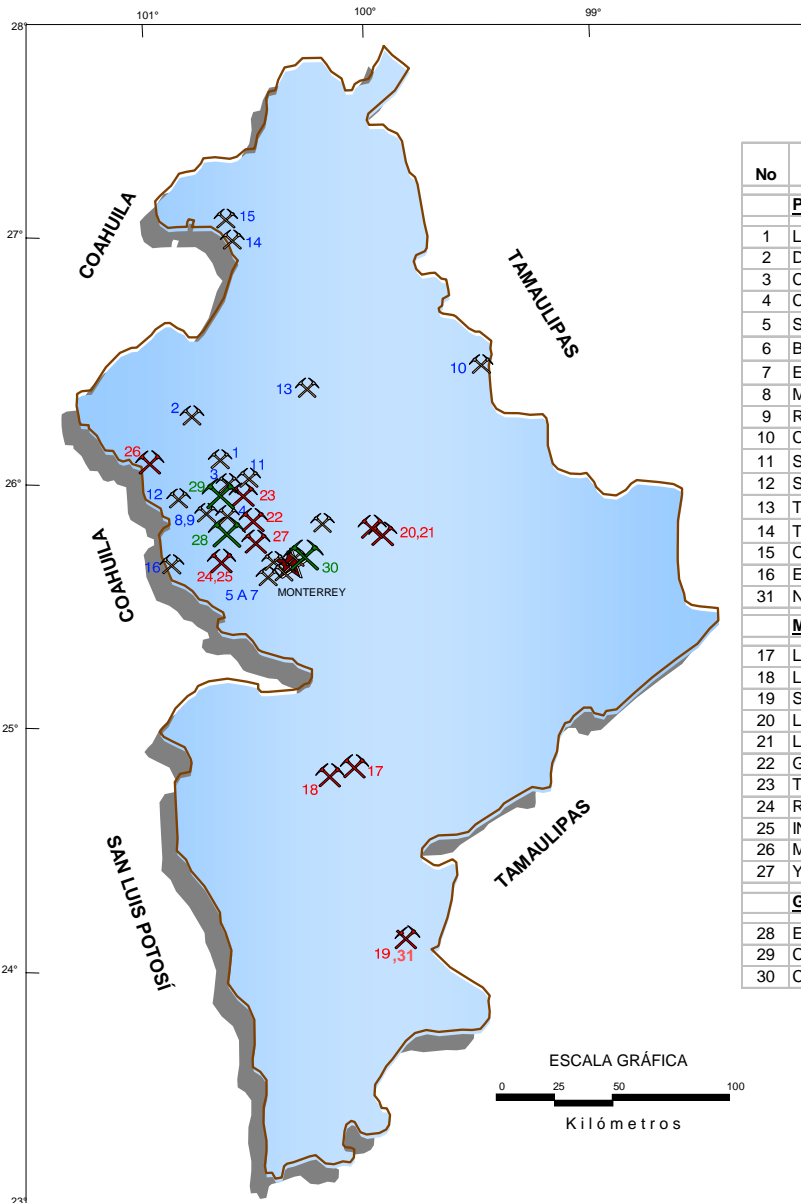 101° 100° 99°
28°
COAHUILA
15
14
27°
TAMAULIPAS
10
13
2
26
1
11
3
29
23
26°
12
8,9
4
22
20,21
28
27
16
24,25
30
5 A 7
MONTERREY
COAHUILA
25°
17
18
SAN LUIS POTOSÍ
TAMAULIPAS
19 ,31
24°
ESCALA GRÁFICA
0 25 50 100
Kilómetros
23°
No
P
1 L
2 D
3 C
4 C
5 S
6 B
7 E
8 M
9 R
10 C
11 S
12 S
13 T
14 T
15 C
16 E
31 N
M
17 L
18 L
19 S
20 L
21 L
22 G
23 T
24 R
25 IN
26 M
27 Y
G
28 E
29 C
30 C